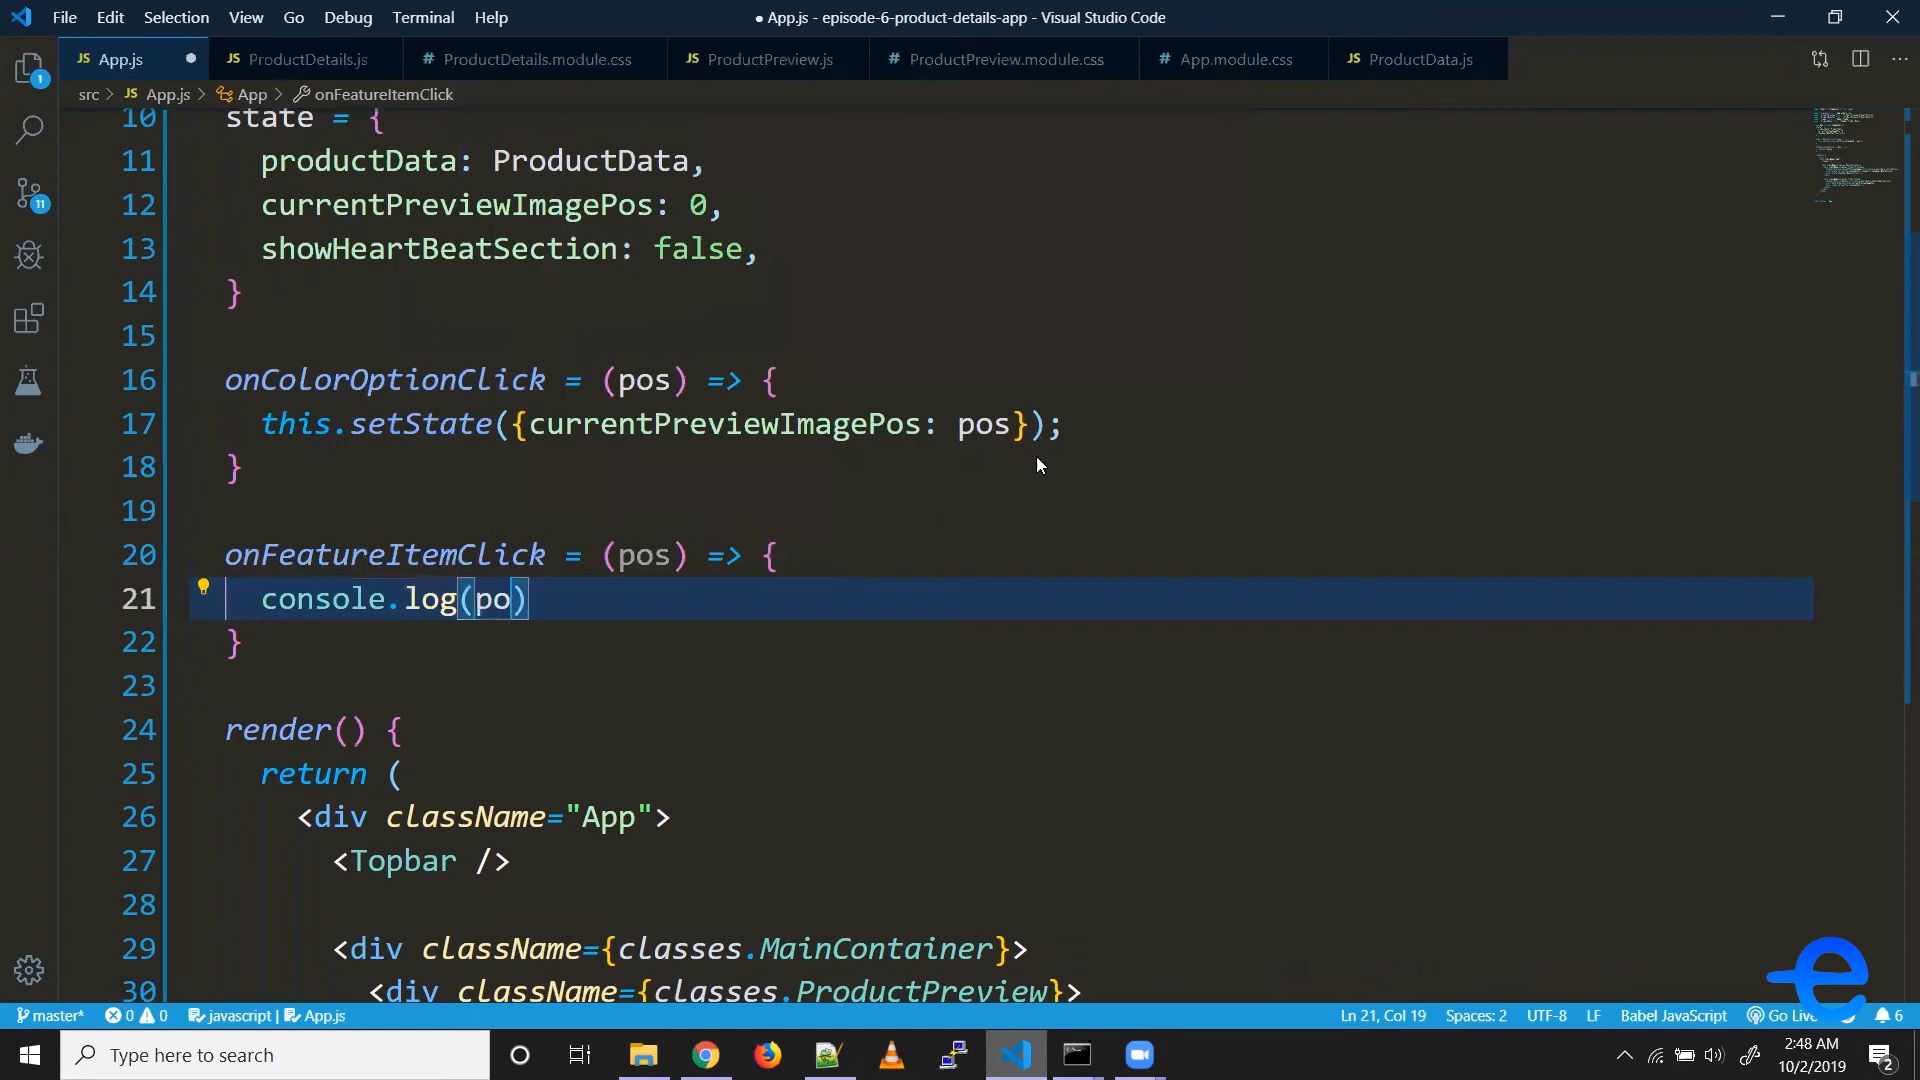 File Edit Selection View Go Debug Terminal Help
● App.js - episode-6-product-details-app - Visual Studio Code
JS App.js ● JS ProductDetails.js # ProductDetails.module.css JS ProductPreview.js # ProductPreview.module.css # App.module.css JS ProductData.js
src > JS App.js > App > onFeatureItemClick
10 state = {
11 productData: ProductData,
12 currentPreviewImagePos: 0,
13 showHeartBeatSection: false,
14 }
15
16 onColorOptionClick = (pos) => {
17 this.setState({currentPreviewImagePos: pos});
18 }
19
20 onFeatureItemClick = (pos) => {
21 console.log(po)
22 }
23
24 render() {
25 return (
26 <div className="App">
27 <Topbar />
28
29 <div className={classes.MainContainer}>
30 <div className={classes.ProductPreview}>
1
11
e
master* 0 0 javascript | App.js Ln 21, Col 19 Spaces: 2 UTF-8 LF Babel JavaScript Go Live 6
Type here to search
2:48 AM
10/2/2019
2